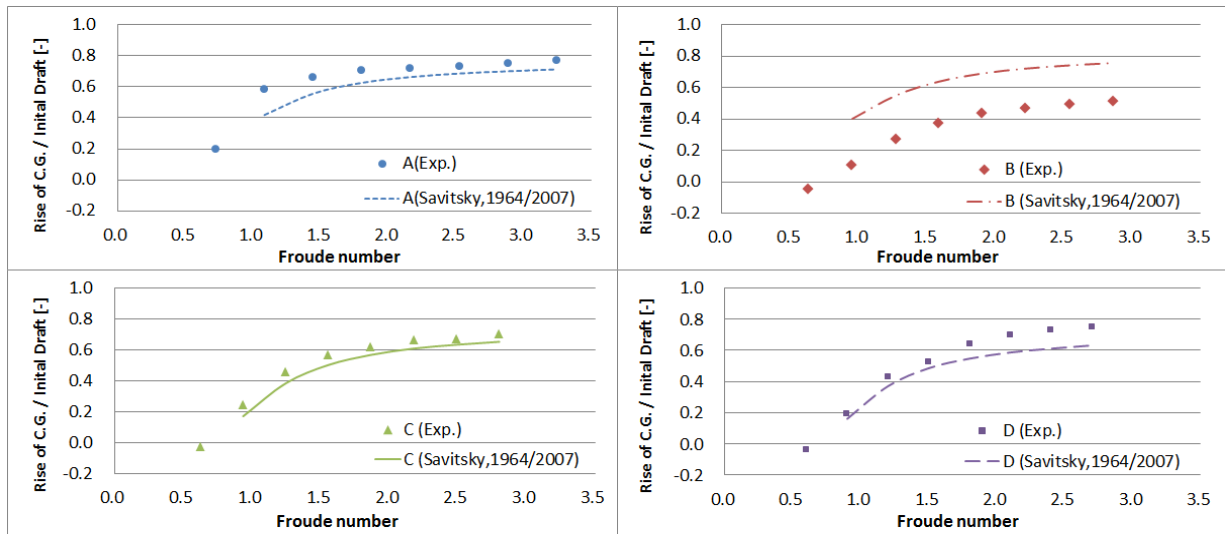 Rise of C.G. / Inital Draft [-]
1.0
0.8
0.6
0.4
0.2
0.0
-0.2
A(Exp.)
A(Savitsky,1964/2007)
0.0 0.5 1.0 1.5 2.0 2.5 3.0 3.5
Froude number
Rise of C.G. / Inital Draft [-]
1.0
0.8
0.6
0.4
0.2
0.0
-0.2
B (Exp.)
B (Savitsky,1964/2007)
0.0 0.5 1.0 1.5 2.0 2.5 3.0 3.5
Froude number
Rise of C.G. / Inital Draft [-]
1.0
0.8
0.6
0.4
0.2
0.0
-0.2
C (Exp.)
C (Savitsky,1964/2007)
0.0 0.5 1.0 1.5 2.0 2.5 3.0 3.5
Froude number
Rise of C.G. / Inital Draft [-]
1.0
0.8
0.6
0.4
0.2
0.0
-0.2
D (Exp.)
D (Savitsky,1964/2007)
0.0 0.5 1.0 1.5 2.0 2.5 3.0 3.5
Froude number